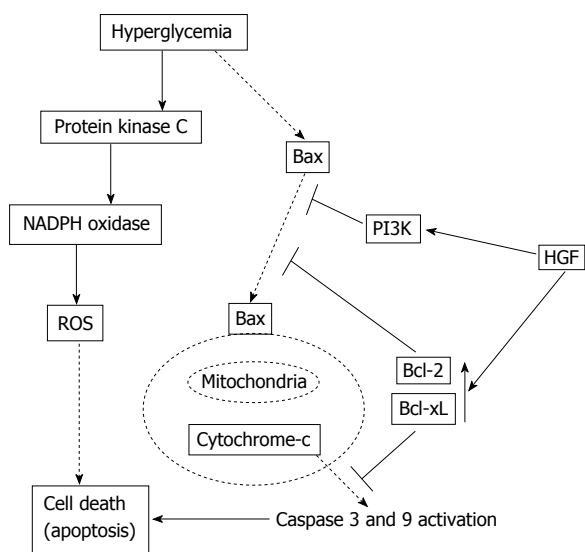 Hyperglycemia
Protein kinase C
Bax
NADPH oxidase
PI3K
HGF
ROS
Bax
Bcl-2
Mitochondria
Bcl-xL
Cytochrome-c
Cell death
(apoptosis)
Caspase 3 and 9 activation